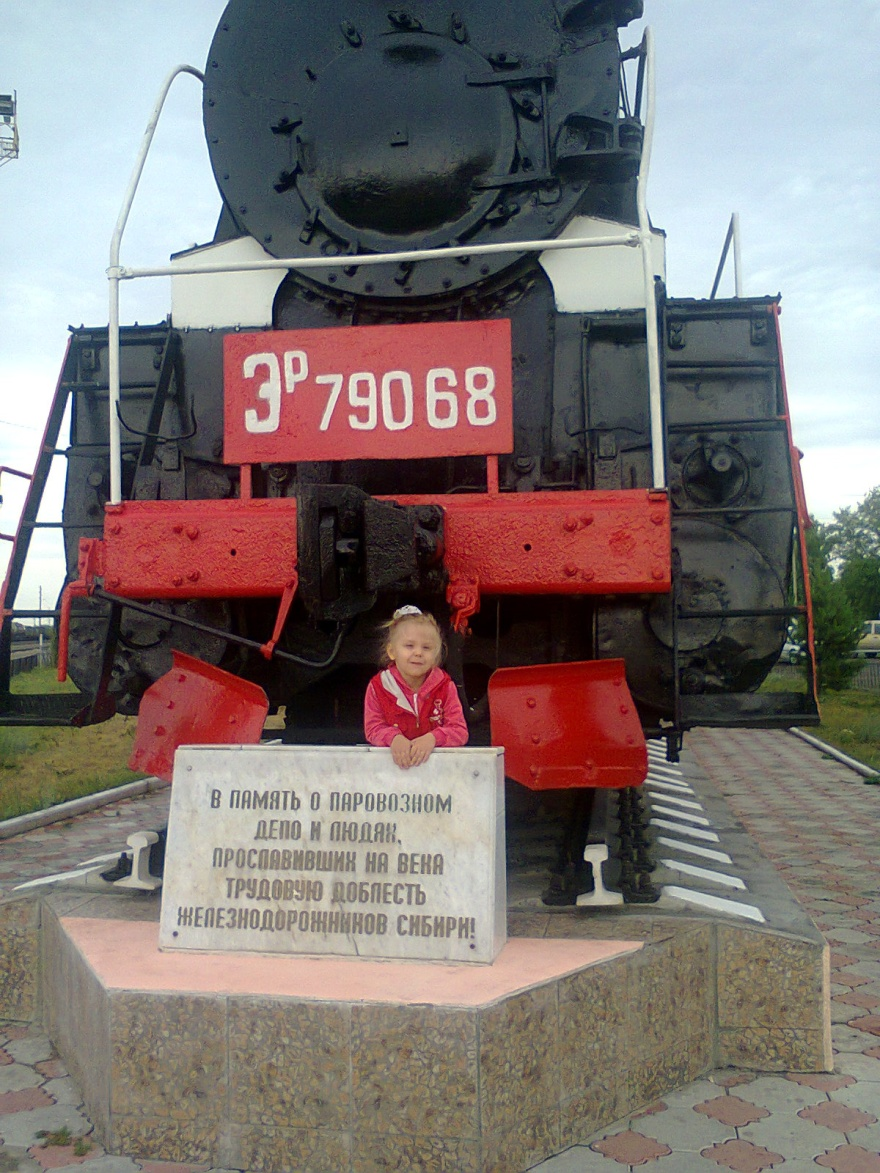 ЭР 790 68
В ПАМЯТЬ О ПАРОВОЗНОМ
ДЕПО И ЛЮДЯХ,
ПРОСЛАВИВШИХ НА ВЕКА
ТРУДОВУЮ ДОБЛЕСТЬ
ЖЕЛЕЗНОДОРОЖНИКОВ СИБИРИ!